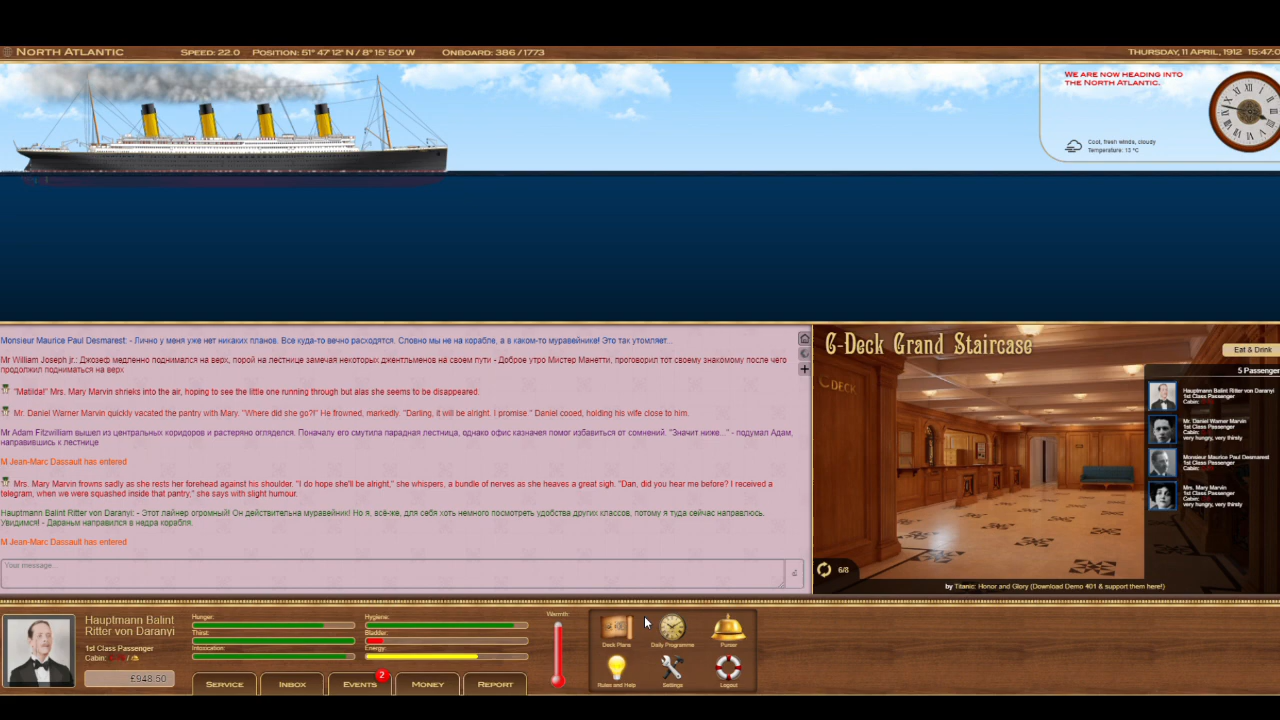 NORTH ATLANTIC
SPEED: 22.0 POSITION: 51° 47' 12" N / 8° 15' 50" W ONBOARD: 386 / 1773
THURSDAY, 11 APRIL, 1912 15:47:0
WE ARE NOW HEADING INTO
THE NORTH ATLANTIC.
Cool, fresh winds, cloudy
Temperature: 13 °C
Monsieur Maurice Paul Desmarest: - Лично у меня уже нет никаких планов. Все куда-то вечно расходятся. Словно мы не на корабле, а в каком-то муравейнике! Это так утомляет...
Mr William Joseph jr.: Джозеф медленно поднимался на верх, порой на лестнице замечая некоторых джентльменов на своем пути - Доброе утро Мистер Манетти, проговорил тот своему знакомому после чего
продолжил подниматься на верх
"Matilda!" Mrs. Mary Marvin shrieks into the air, hoping to see the little one running through but alas she seems to be disappeared.
Mr. Daniel Warner Marvin quickly vacated the pantry with Mary. "Where did she go?!" He frowned, markedly. "Darling, it will be alright. I promise." Daniel cooed, holding his wife close to him.
Mr Adam Fitzwilliam вышел из центральных коридоров и растеряно огляделся. Поначалу его смутила парадная лестница, однако офис казначея помог избавиться от сомнений. "Значит ниже..." - подумал Адам,
направившись к лестнице
M Jean-Marc Dassault has entered
Mrs. Mary Marvin frowns sadly as she rests her forehead against his shoulder. "I do hope she'll be alright," she whispers, a bundle of nerves as she heaves a great sigh. "Dan, did you hear me before? I received a
telegram, when we were squashed inside that pantry," she says with slight humour.
Hauptmann Balint Ritter von Daranyi: - Этот лайнер огромный! Он действительна муравейник! Но я, всё-же, для себя хоть немного посмотреть удобства других классов, потому я туда сейчас направлюсь.
Увидимся! - Дараньи направился в недра корабля.
M Jean-Marc Dassault has entered
Your message...
C-Deck Grand Staircase
C DECK
Eat & Drink
5 Passenger
Hauptmann Balint Ritter von Daranyi
1st Class Passenger
Cabin:
Mr. Daniel Warner Marvin
1st Class Passenger
Cabin:
very hungry, very thirsty
Monsieur Maurice Paul Desmarest
1st Class Passenger
Cabin:
Mrs. Mary Marvin
1st Class Passenger
Cabin:
very hungry, very thirsty
6/8
by Titanic: Honor and Glory (Download Demo 401 & support them here!)
Hauptmann Balint
Ritter von Daranyi
1st Class Passenger
Cabin:
£948.50
Hunger:
Thirst:
Intoxication:
Hygiene:
Bladder:
Energy:
Warmth:
SERVICE
INBOX
EVENTS 2
MONEY
REPORT
Deck Plans
Daily Programme
Purser
Rules and Help
Settings
Logout